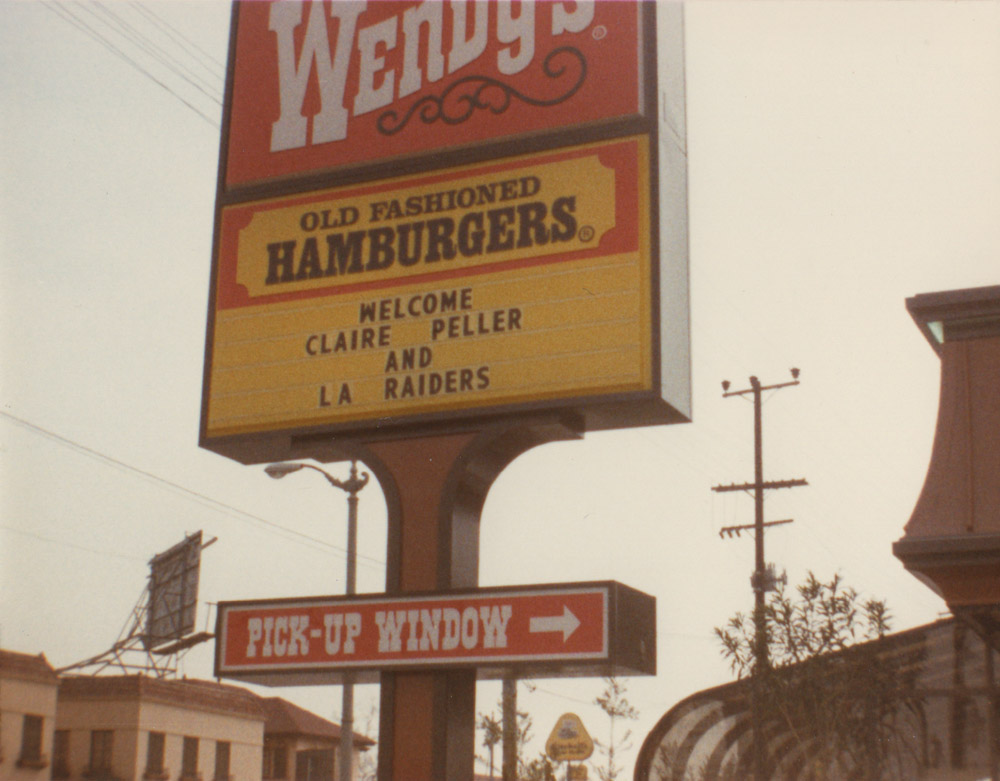 WENDY'S®
OLD FASHIONED
HAMBURGERS®
WELCOME
CLAIRE PELLER
AND
LA RAIDERS
PICK-UP WINDOW →